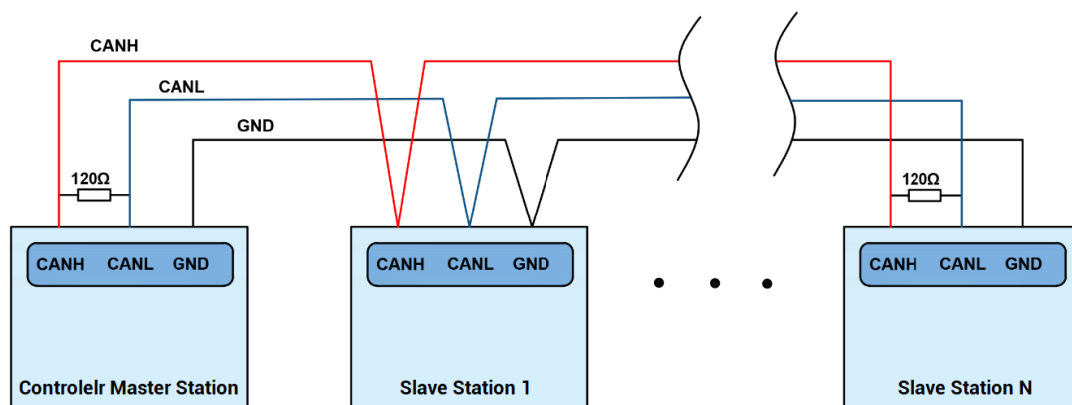 CANH
CANL
GND
120Ω
120Ω
CANH CANL GND
CANH CANL GND
CANH CANL GND
Controlelr Master Station
Slave Station 1
Slave Station N